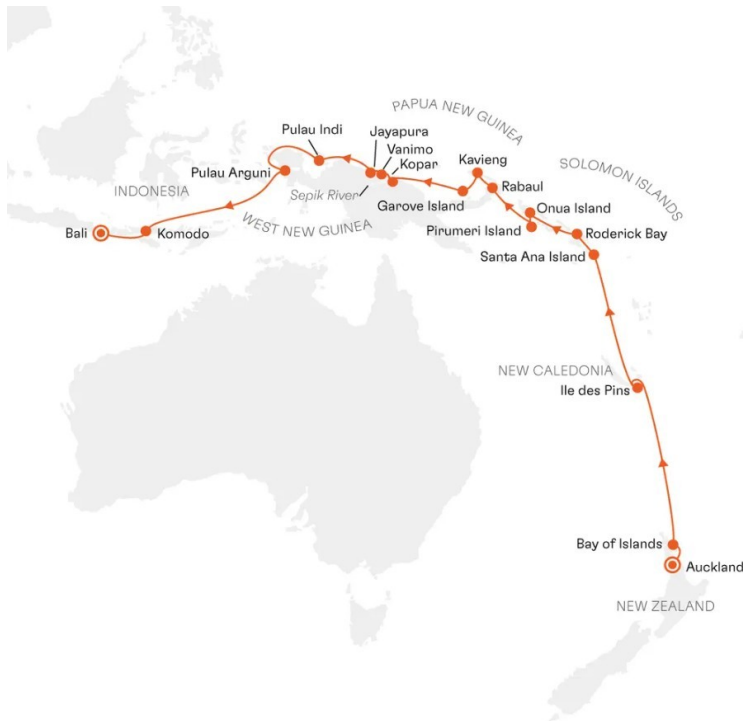 PAPUA NEW GUINEA
Pulau Indi
Jayapura
Vanimo
Kopar
Kavieng
SOLOMON ISLANDS
Pulau Arguni
Rabaul
INDONESIA
Sepik River
Garove Island
Onua Island
WEST NEW GUINEA
Pirumeri Island
Roderick Bay
Bali
Komodo
Santa Ana Island
NEW CALEDONIA
Ile des Pins
Bay of Islands
Auckland
NEW ZEALAND